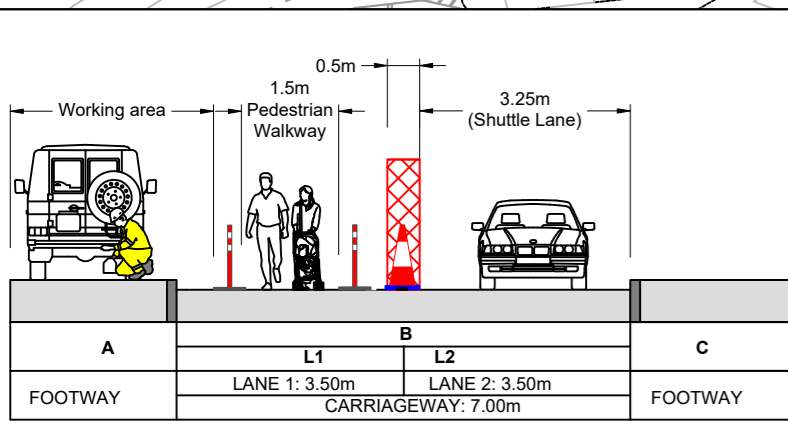 0.5m
1.5m
Pedestrian
Walkway
Working area
3.25m
(Shuttle Lane)
A
B
C
L1
L2
FOOTWAY
LANE 1: 3.50m
LANE 2: 3.50m
FOOTWAY
CARRIAGEWAY: 7.00m